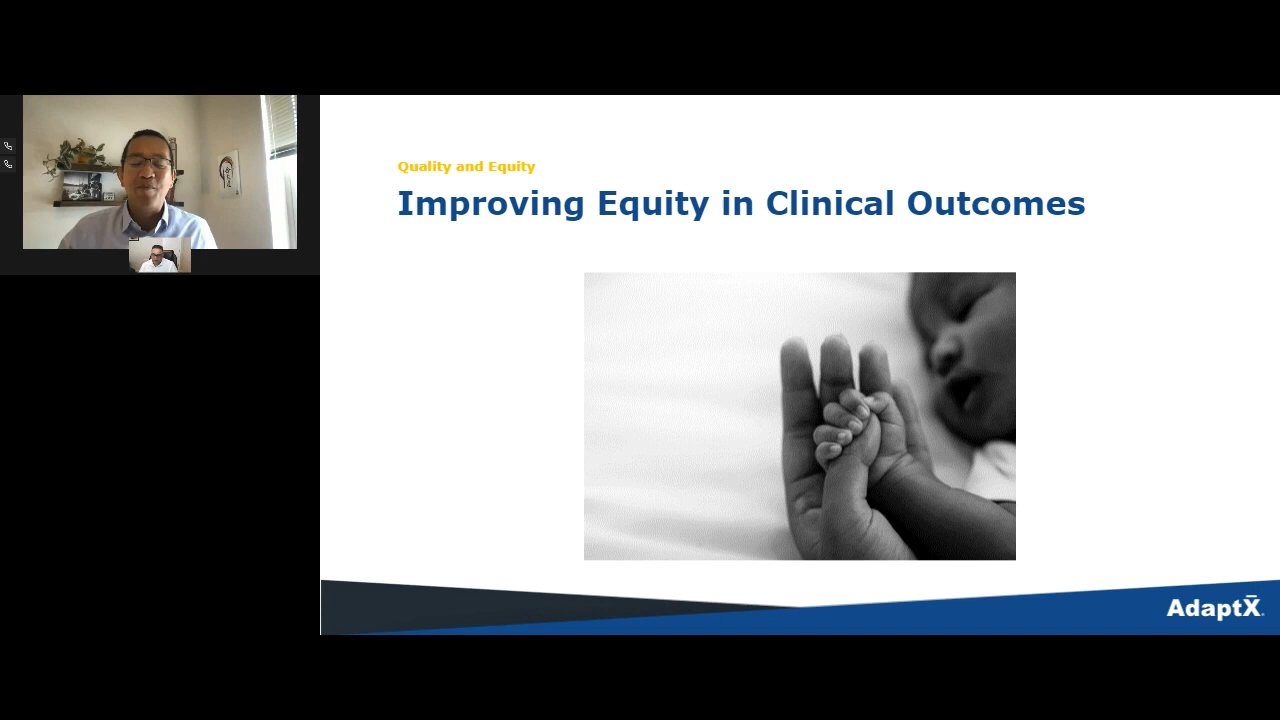 Quality and Equity
Improving Equity in Clinical Outcomes
AdaptX